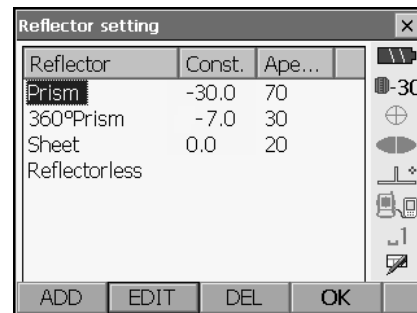 Reflector setting
Reflector Const. Ape...
Prism -30.0 70
360°Prism -7.0 30
Sheet 0.0 20
Reflectorless
-30
1
ADD EDIT DEL OK